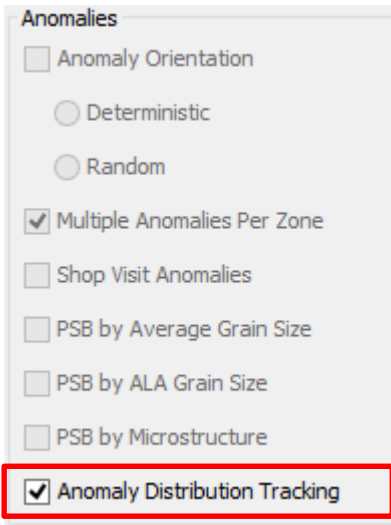 Anomalies
Anomaly Orientation
Deterministic
Random
Multiple Anomalies Per Zone
Shop Visit Anomalies
PSB by Average Grain Size
PSB by ALA Grain Size
PSB by Microstructure
Anomaly Distribution Tracking